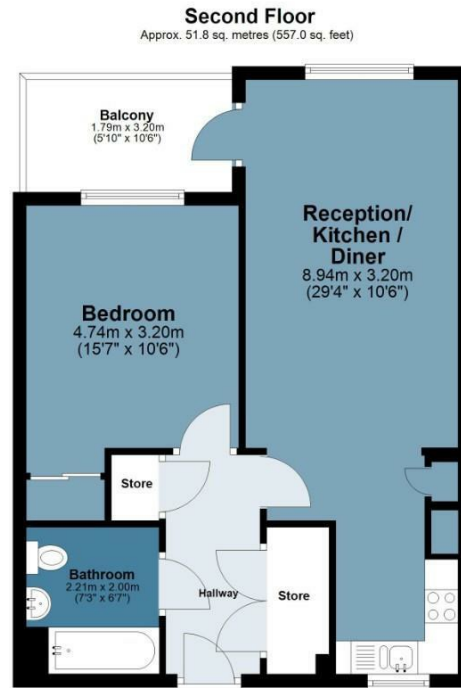 Second Floor
Approx. 51.8 sq. metres (557.0 sq. feet)
Balcony
1.79m x 3.20m
(5'10" x 10'6")
Reception/
Kitchen /
Diner
8.94m x 3.20m
(29'4" x 10'6")
Bedroom
4.74m x 3.20m
(15'7" x 10'6")
Store
Bathroom
2.21m x 2.00m
(7'3" x 6'7")
Hallway
Store